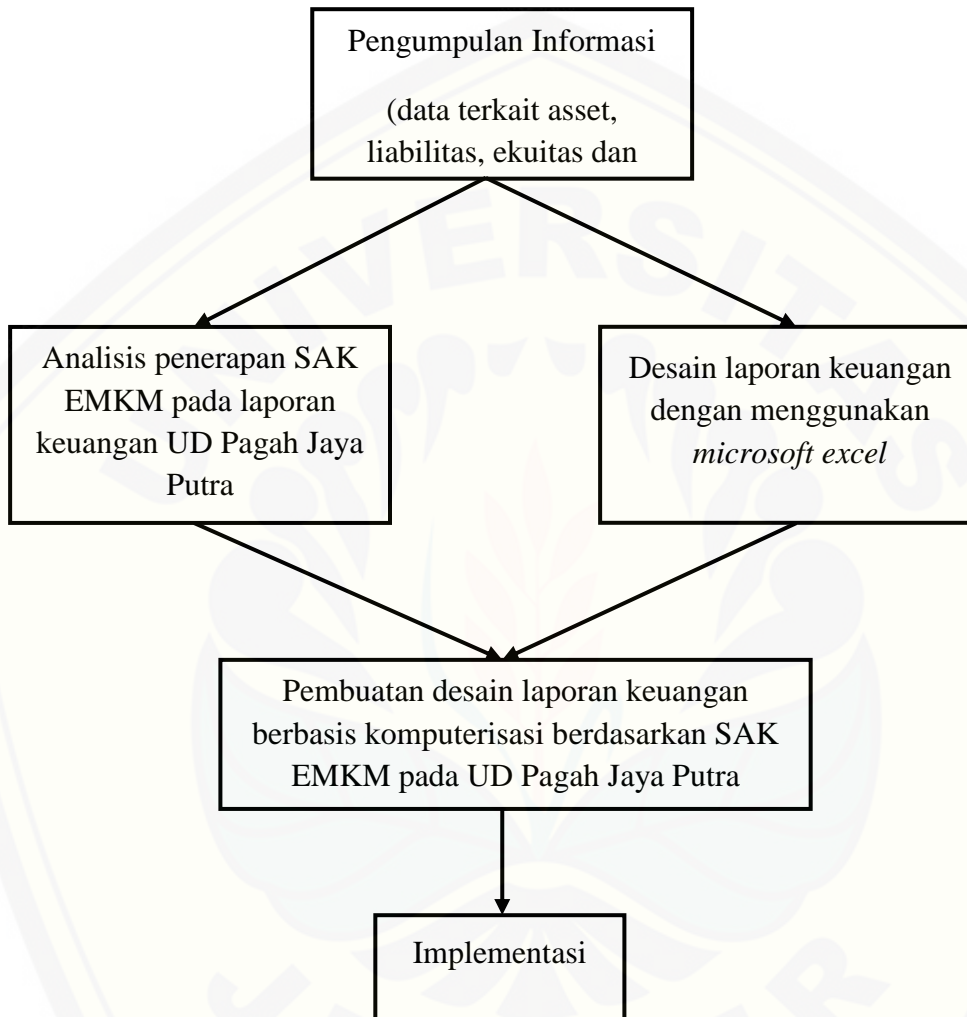 Pengumpulan Informasi
(data terkait asset,
liabilitas, ekuitas dan
UNIVERSITAS
Analisis penerapan SAK
EMKM pada laporan
keuangan UD Pagah Jaya
Putra
Desain laporan keuangan
dengan menggunakan
microsoft excel
Pembuatan desain laporan keuangan
berbasis komputerisasi berdasarkan SAK
EMKM pada UD Pagah Jaya Putra
Implementasi